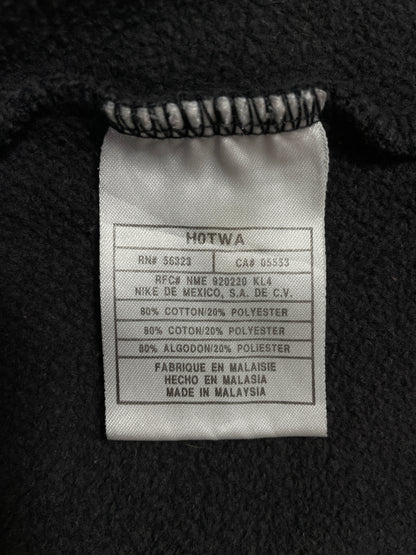 HOTWA
RN# 56323 CA# 05553
RFC# NME 920220 KL4
NIKE DE MEXICO, S.A. DE C.V.
80% COTTON/20% POLYESTER
80% COTON/20% POLYESTER
80% ALGODON/20% POLIESTER
FABRIQUE EN MALAISIE
HECHO EN MALASIA
MADE IN MALAYSIA